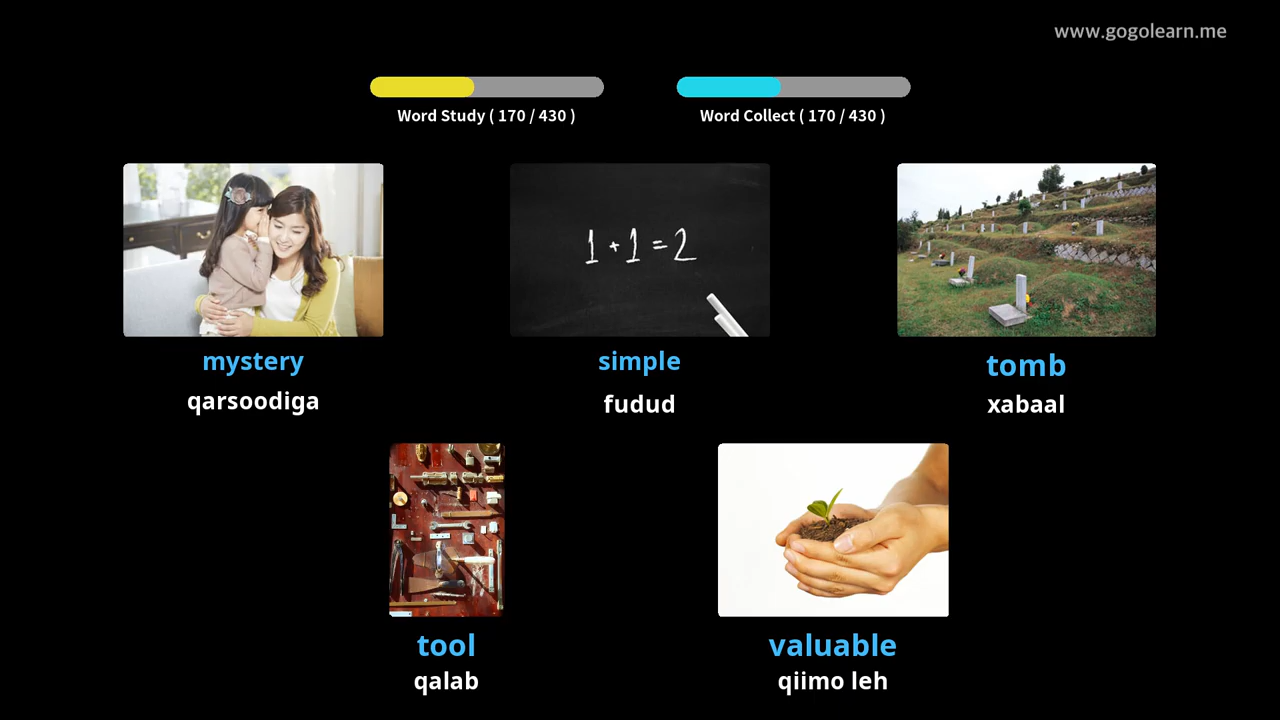 www.gogolearn.me
Word Study ( 170 / 430 )
Word Collect ( 170 / 430 )
1 + 1 = 2
mystery
qarsoodiga
simple
fudud
tomb
xabaal
tool
qalab
valuable
qiimo leh